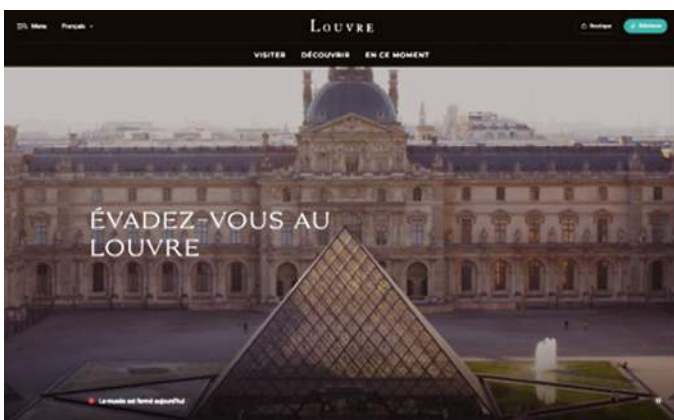 Menu
Français
LOUVRE
Boutique
Billetterie
VISITER DÉCOUVRIR EN CE MOMENT
ÉVADEZ-VOUS AU
LOUVRE
Le musée est fermé aujourd'hui